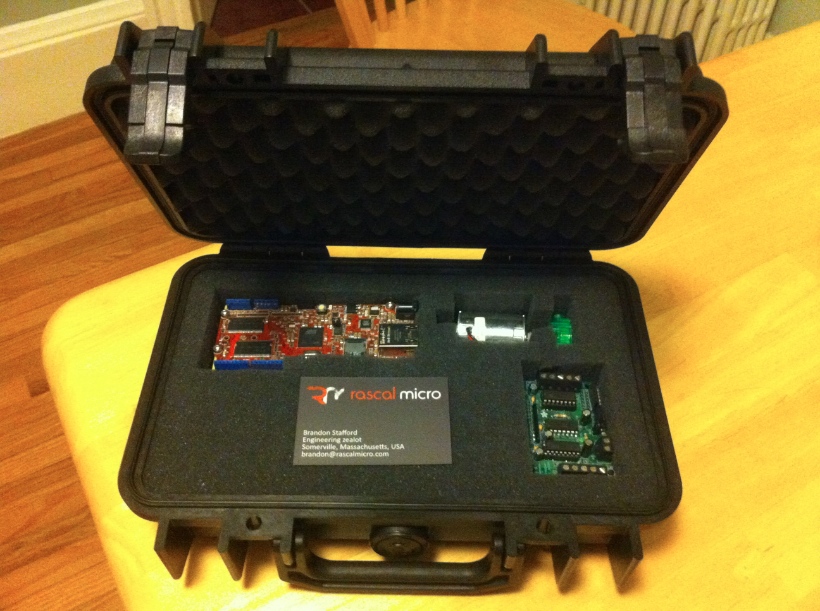 rascal micro
Brandon Stafford
Engineering zealot
Somerville, Massachusetts, USA
brandon@rascalmicro.com